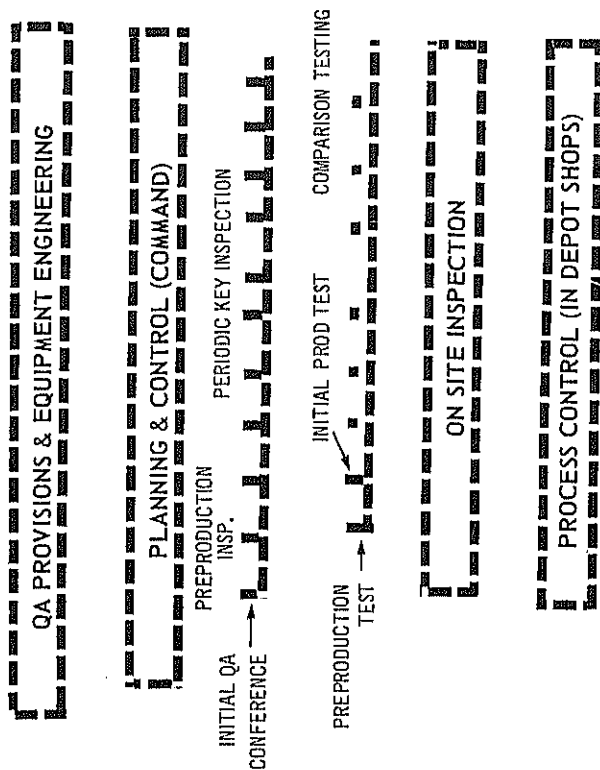 QA PROVISIONS & EQUIPMENT ENGINEERING
PLANNING & CONTROL (COMMAND)
PREPRODUCTION
INSP.
PERIODIC KEY INSPECTION
INITIAL QA
CONFERENCE
INITIAL PROD TEST
COMPARISON TESTING
PREPRODUCTION
TEST
ON SITE INSPECTION
PROCESS CONTROL (IN DEPOT SHOPS)